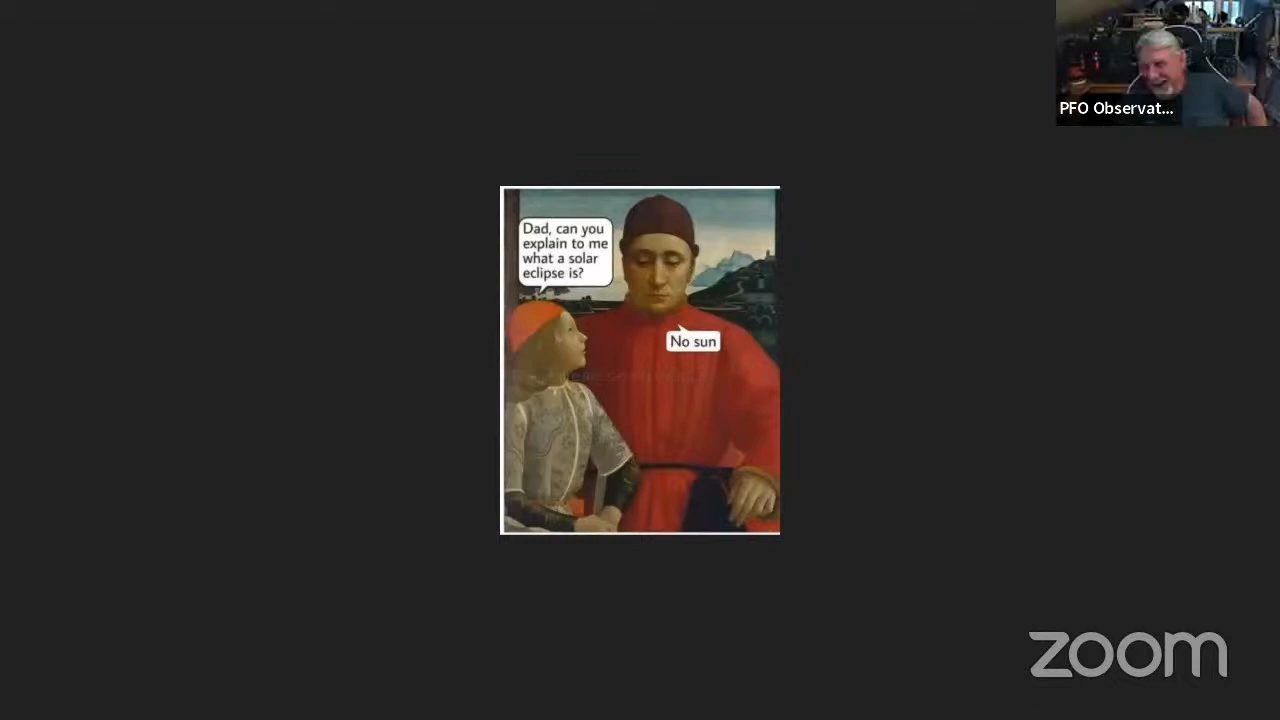 PFO Observat...
Dad, can you
explain to me
what a solar
eclipse is?
No sun
zoom